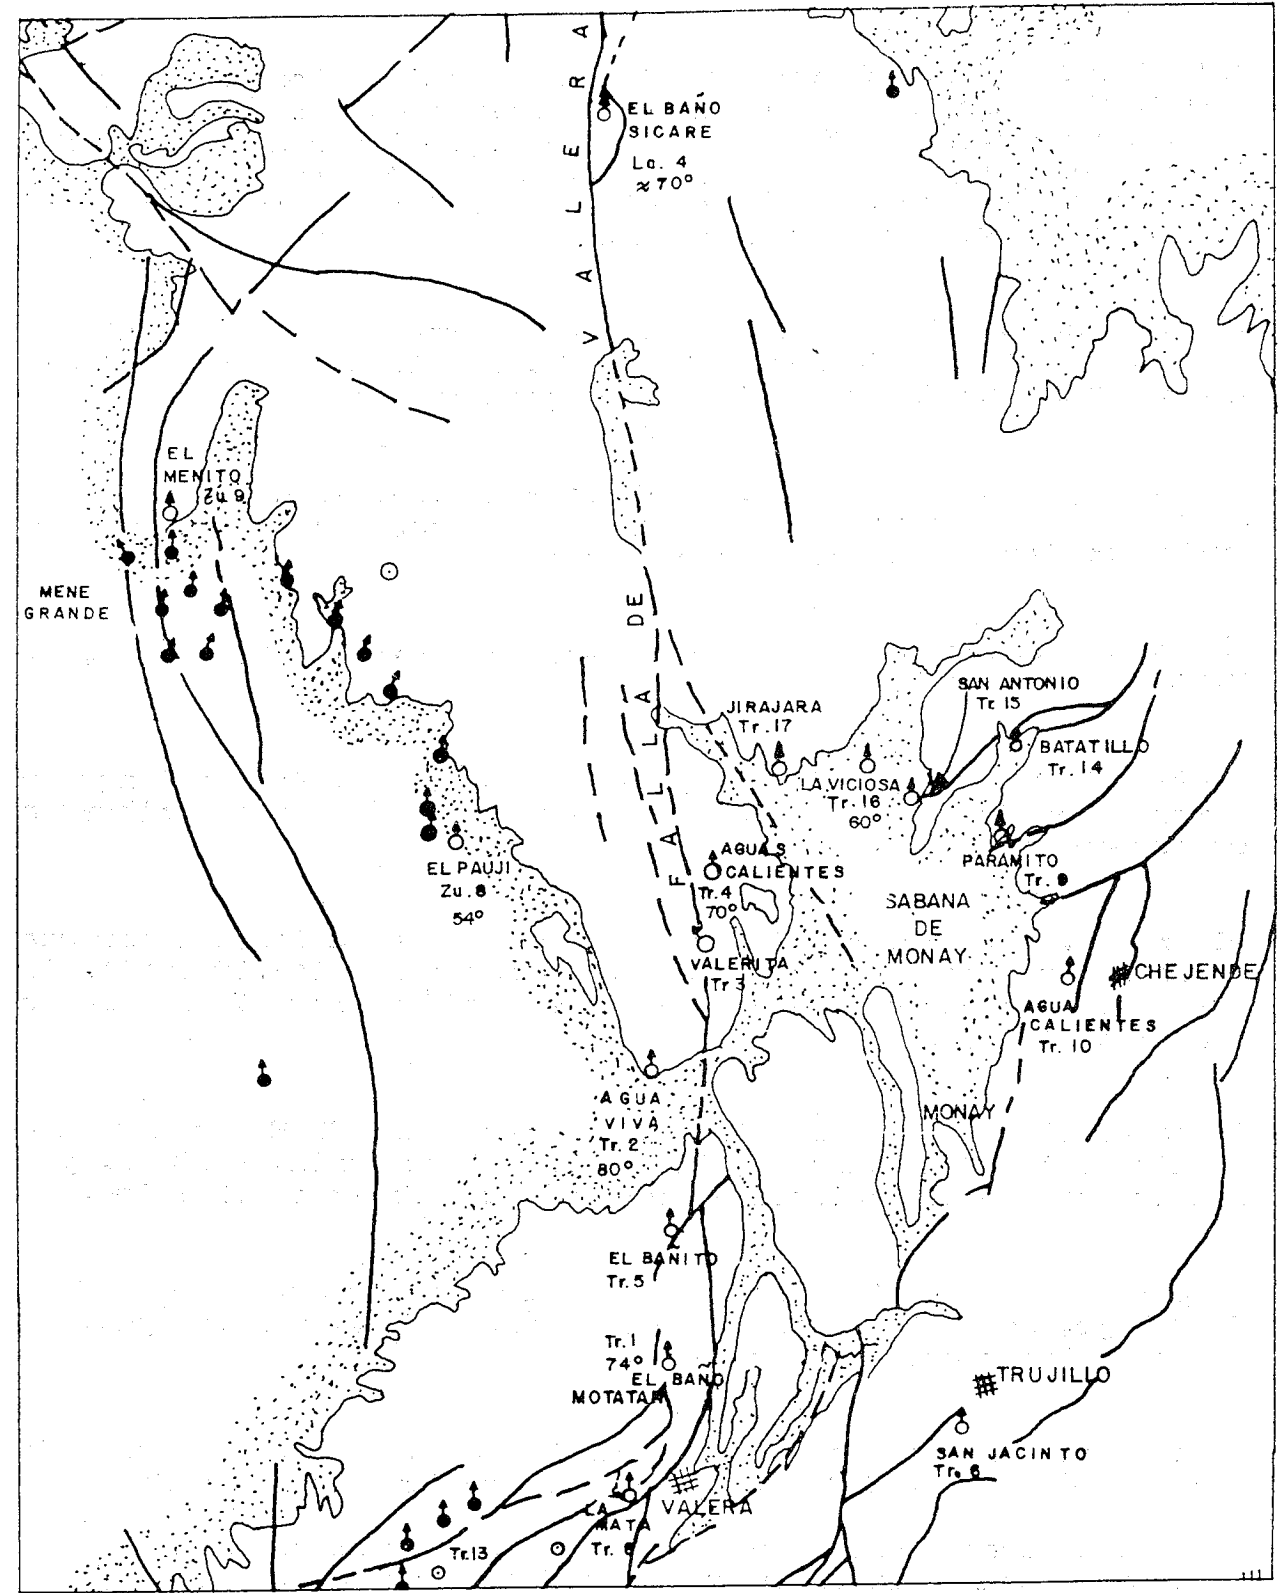 EL BAÑO
SICARE
La. 4
≈70°
FALLA DE VALERA
EL
MENITO
Zu 9
MENE
GRANDE
SAN ANTONIO
Tr 15
JIRAJARA
Tr. 17
BATATILLO
Tr. 14
LA VICIOSA
Tr. 16
60°
AGUAS
CALIENTES
Tr. 4
70°
PARAMITO
Tr. 9
EL PAUJI
Zu. 8
54°
SABANA
DE
MONAY
VALERITA
Tr 3
CHEJENDE
AGUA
CALIENTES
Tr. 10
AGUA
VIVA
Tr. 2
80°
MONAY
EL BAÑITO
Tr. 5
Tr. 1
74°
EL BAÑO
MOTATAN
TRUJILLO
SAN JACINTO
Tr. 6
LA
MATA
Tr.
VALERA
Tr. 13